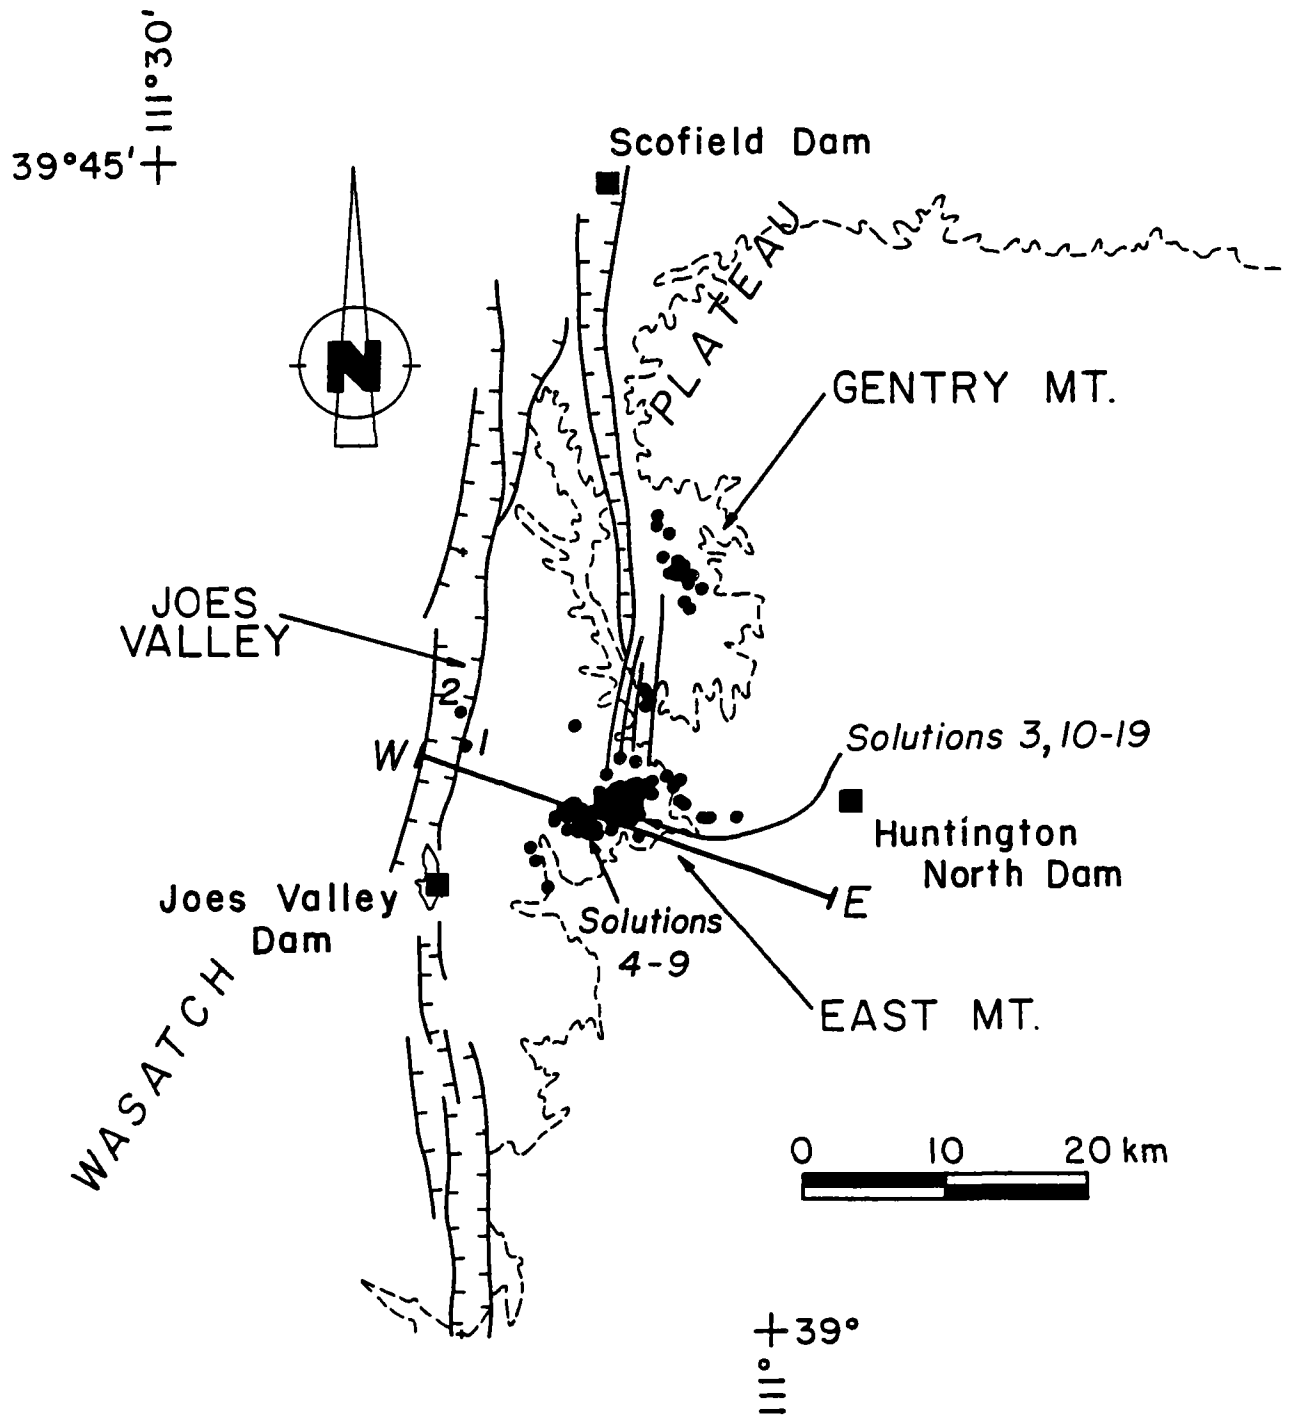 111°30'
39°45'
Scofield Dam
PLATEAU
N
GENTRY MT.
JOES
VALLEY
2
1
W
Solutions 3, 10-19
Huntington
North Dam
E
Joes Valley
Dam
Solutions
4-9
EAST MT.
WASATCH
0 10 20 km
39°
111°